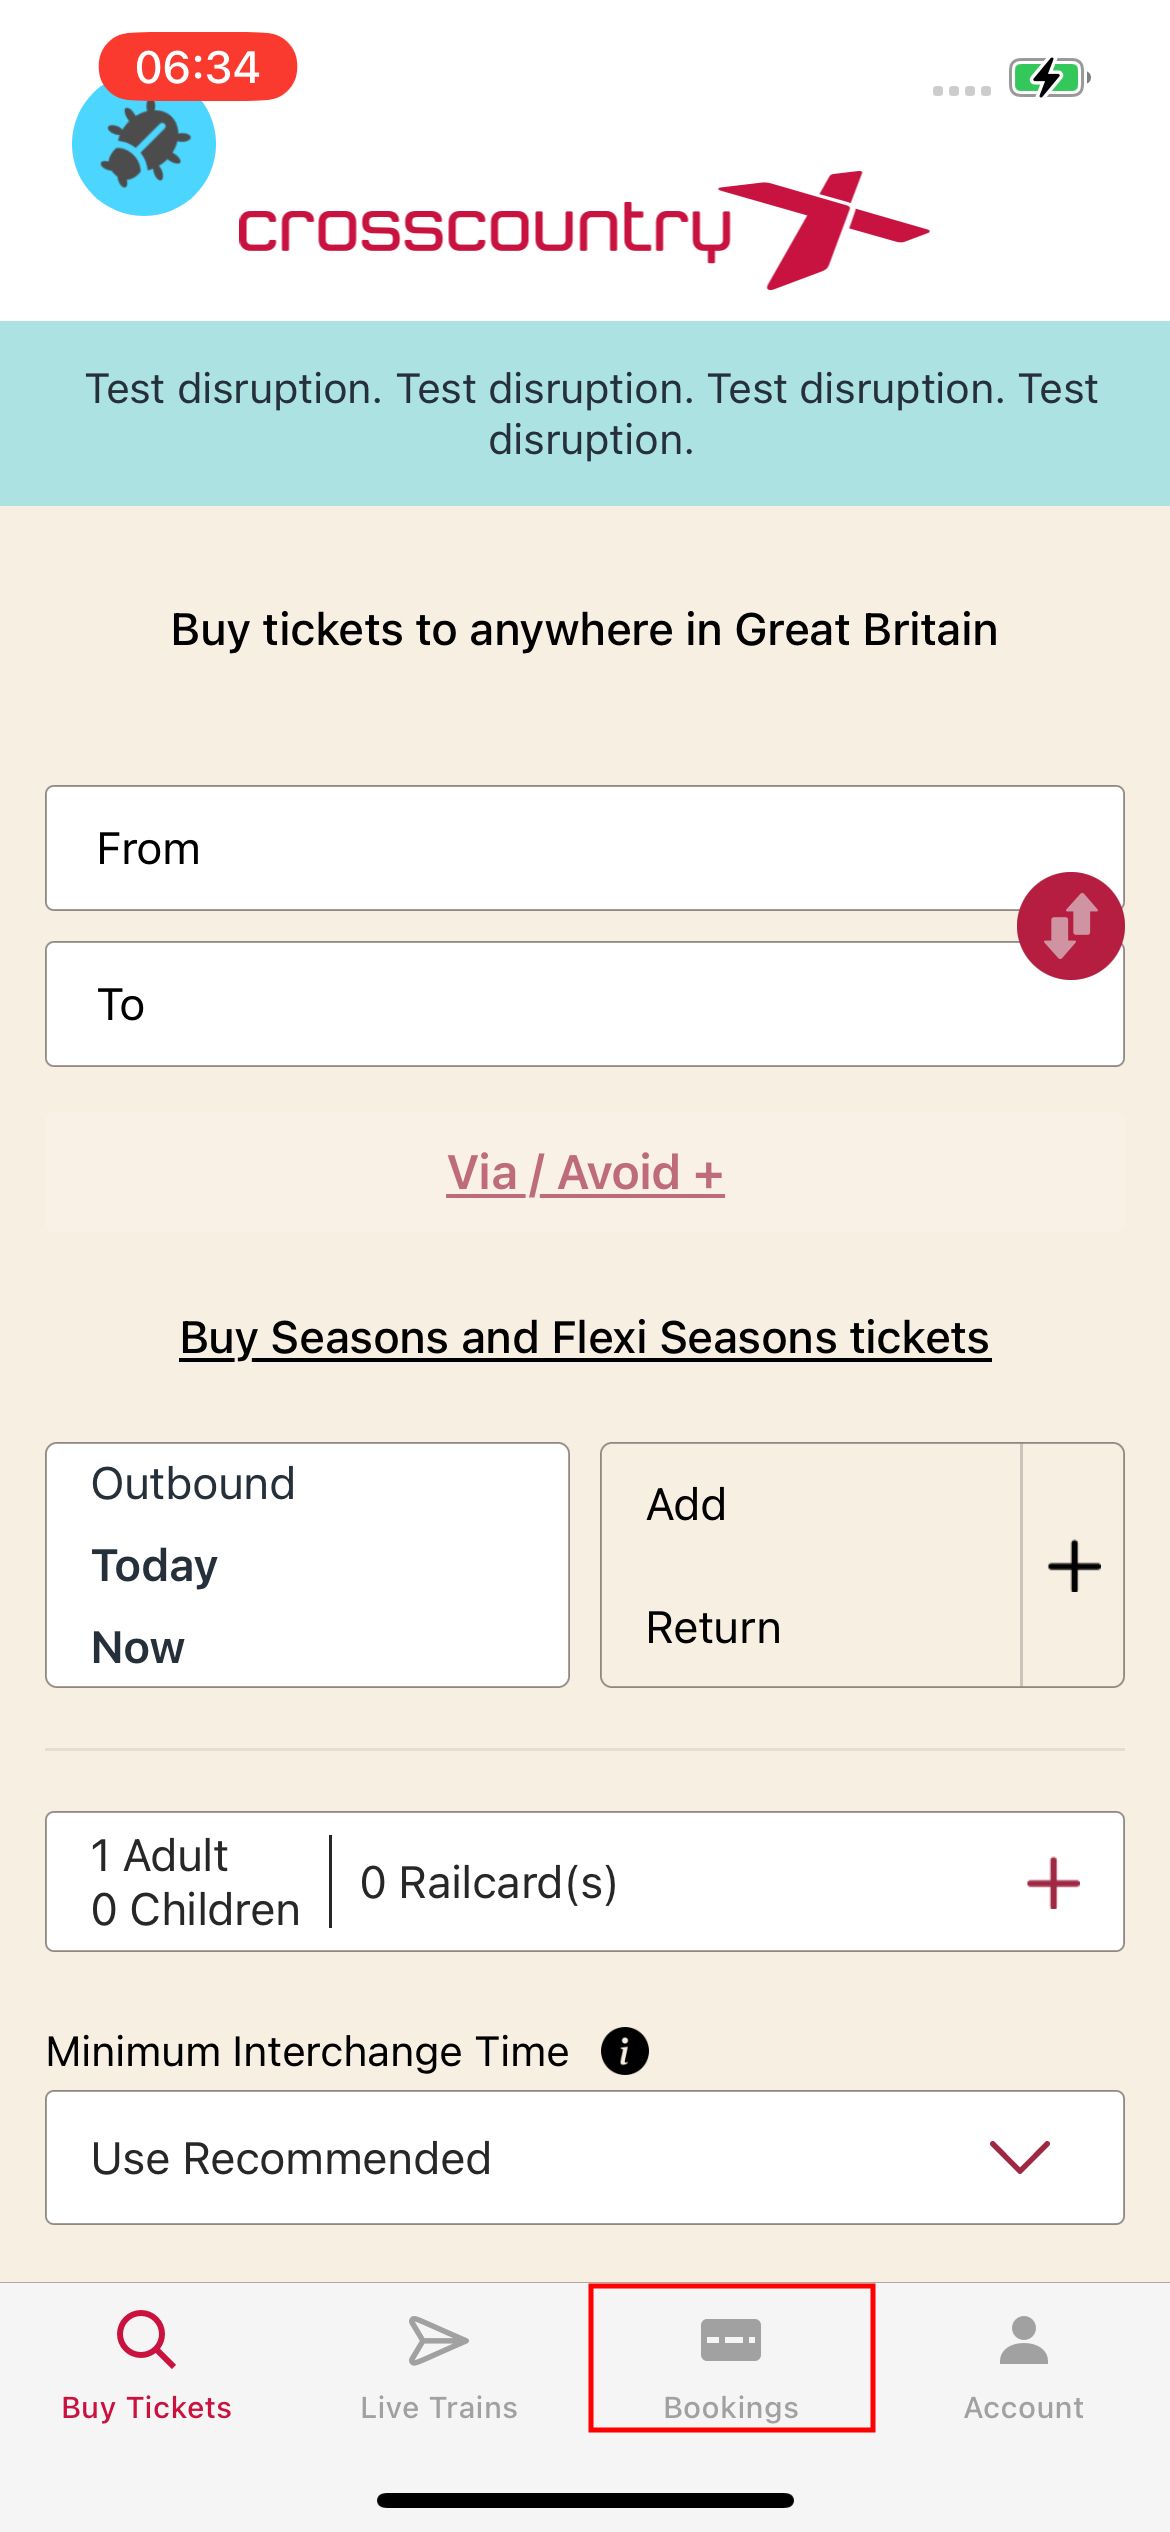 06:34
crosscountry
Test disruption. Test disruption. Test disruption. Test
disruption.
Buy tickets to anywhere in Great Britain
From
To
Via / Avoid +
Buy Seasons and Flexi Seasons tickets
Outbound
Today
Now
Add
Return
1 Adult
0 Children
0 Railcard(s)
Minimum Interchange Time
Use Recommended
Buy Tickets
Live Trains
Bookings
Account